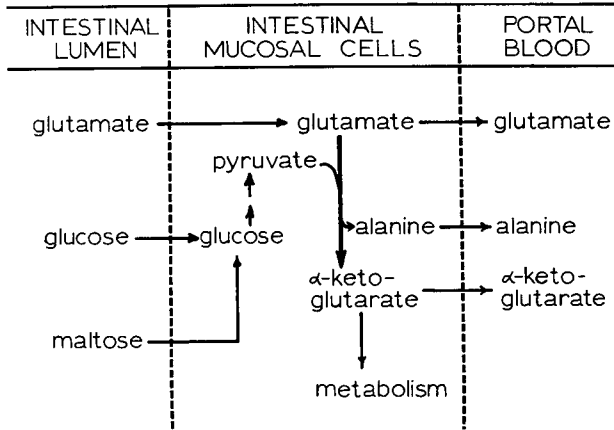 INTESTINAL LUMEN
INTESTINAL MUCOSAL CELLS
PORTAL BLOOD
glutamate
glutamate
glutamate
pyruvate
glucose
glucose
alanine
alanine
α-keto-
glutarate
α-keto-
glutarate
maltose
metabolism